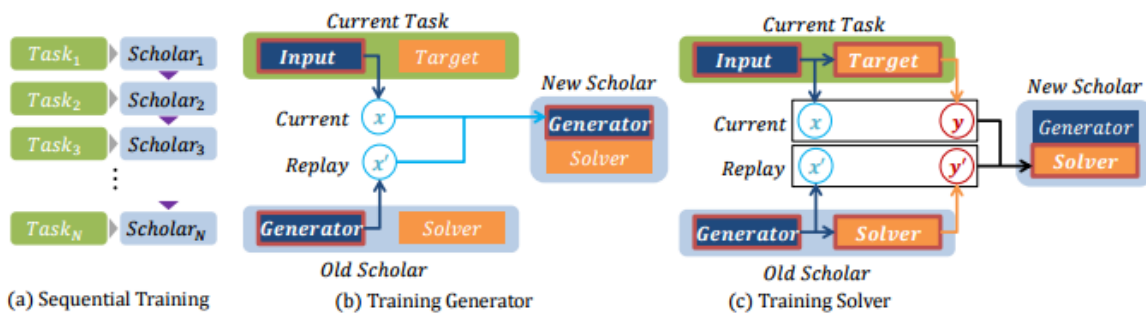 Task₁
Scholar₁
Task₂
Scholar₂
Task₃
Scholar₃
⋮
⋮
Task_N
Scholar_N
(a) Sequential Training
Current Task
Input
Target
Current
x
Replay
x′
New Scholar
Generator
Solver
Generator
Solver
Old Scholar
(b) Training Generator
Current Task
Input
Target
Current
x
y
Replay
x′
y′
New Scholar
Generator
Solver
Generator
Solver
Old Scholar
(c) Training Solver